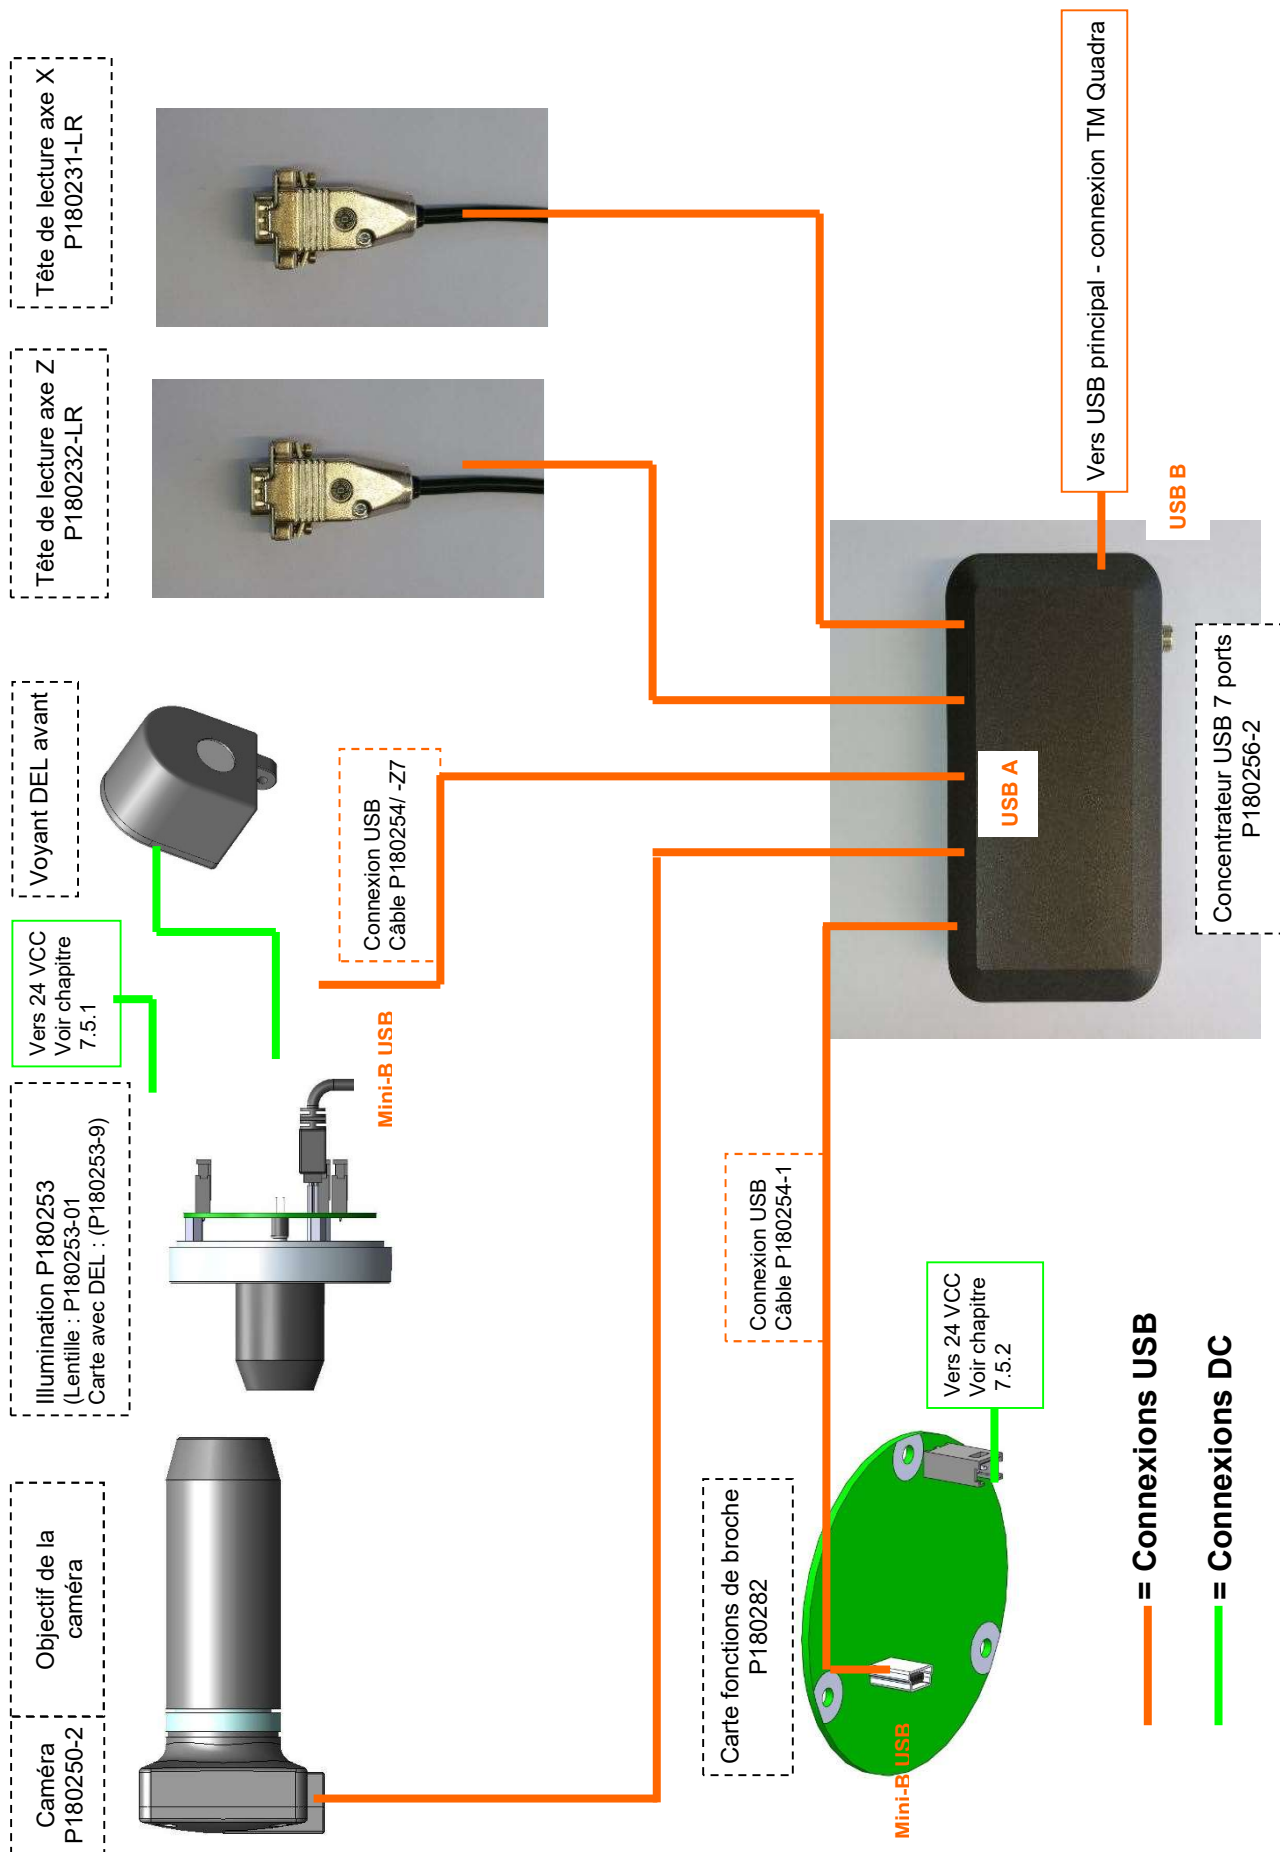 Caméra
P180250-2
Objectif de la
caméra
Illumination P180253
(Lentille : P180253-01
Carte avec DEL : (P180253-9)
Vers 24 VCC
Voir chapitre
7.5.1
Voyant DEL avant
Tête de lecture axe Z
P180232-LR
Tête de lecture axe X
P180231-LR
Mini-B USB
Connexion USB
Câble P180254/ -Z7
Carte fonctions de broche
P180282
Connexion USB
Câble P180254-1
Mini-B USB
Vers 24 VCC
Voir chapitre
7.5.2
USB A
USB B
Vers USB principal - connexion TM Quadra
Concentrateur USB 7 ports
P180256-2
= Connexions USB
= Connexions DC